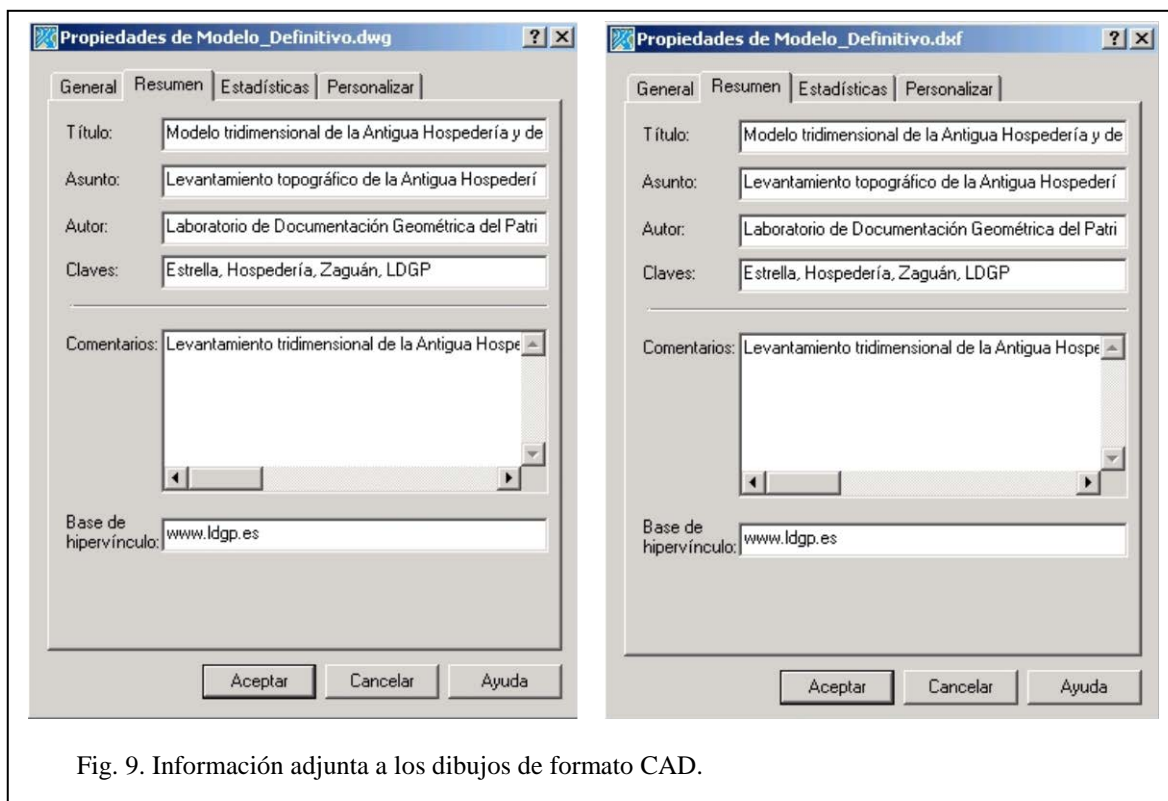 Propiedades de Modelo_Definitivo.dwg
General Resumen Estadísticas Personalizar
Título: Modelo tridimensional de la Antigua Hospedería y de
Asunto: Levantamiento topográfico de la Antigua Hospederí
Autor: Laboratorio de Documentación Geométrica del Patri
Claves: Estrella, Hospedería, Zaguán, LDGP
Comentarios: Levantamiento tridimensional de la Antigua Hospe
Base de
hipervínculo: www.ldgp.es
Aceptar Cancelar Ayuda
Propiedades de Modelo_Definitivo.dxf
General Resumen Estadísticas Personalizar
Título: Modelo tridimensional de la Antigua Hospedería y de
Asunto: Levantamiento topográfico de la Antigua Hospederí
Autor: Laboratorio de Documentación Geométrica del Patri
Claves: Estrella, Hospedería, Zaguán, LDGP
Comentarios: Levantamiento tridimensional de la Antigua Hospe
Base de
hipervínculo: www.ldgp.es
Aceptar Cancelar Ayuda
Fig. 9. Información adjunta a los dibujos de formato CAD.